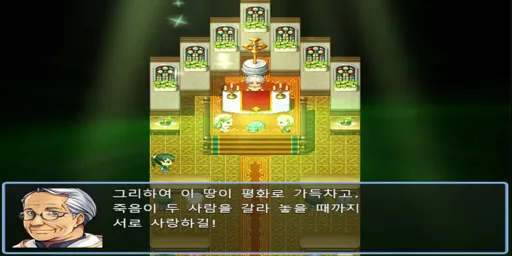 그리하여 이 땅이 평화로 가득차고.
죽음이 두 사람을 갈라 놓을 때까지
서로 사랑하길!